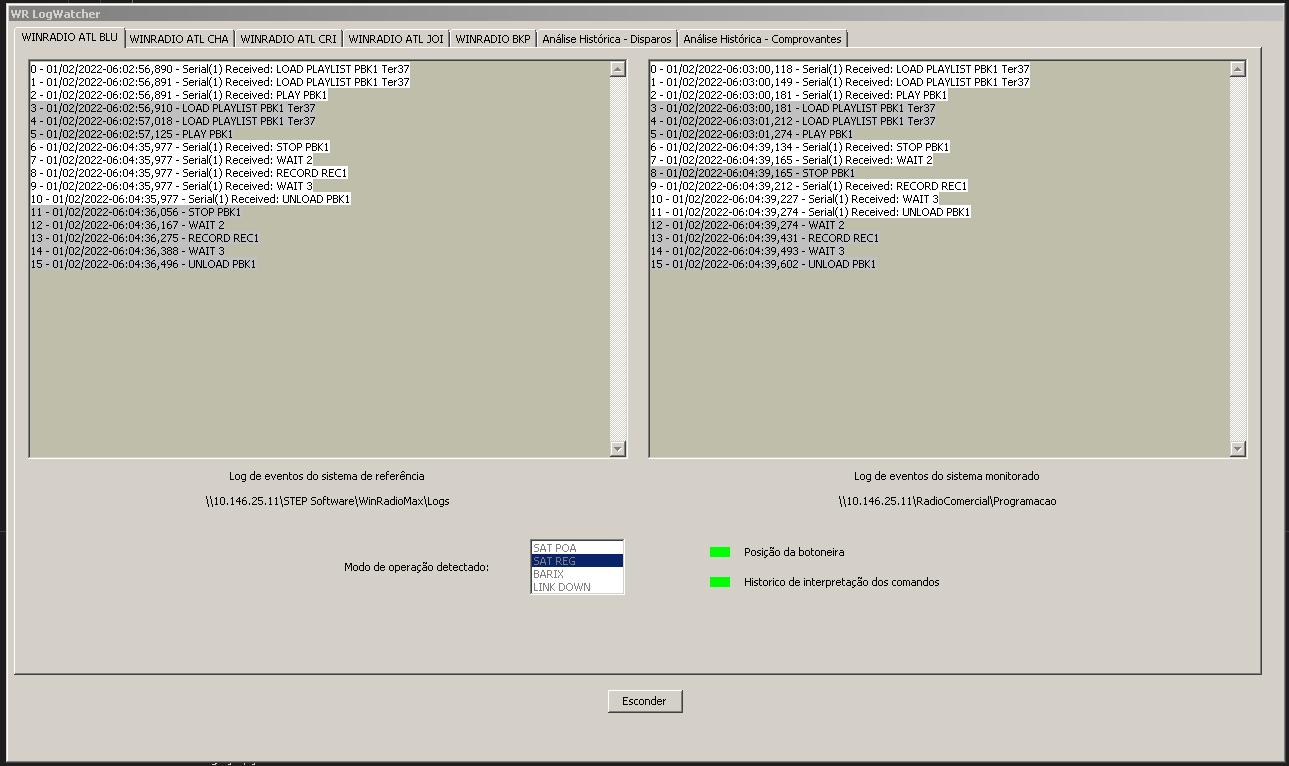 WR LogWatcher
WINRADIO ATL BLU WINRADIO ATL CHA WINRADIO ATL CRI WINRADIO ATL JOI WINRADIO BKP Análise Histórica - Disparos Análise Histórica - Comprovantes
0 - 01/02/2022-06:02:56,890 - Serial(1) Received: LOAD PLAYLIST PBK1 Ter37
1 - 01/02/2022-06:02:56,891 - Serial(1) Received: LOAD PLAYLIST PBK1 Ter37
2 - 01/02/2022-06:02:56,891 - Serial(1) Received: PLAY PBK1
3 - 01/02/2022-06:02:56,910 - LOAD PLAYLIST PBK1 Ter37
4 - 01/02/2022-06:02:57,018 - LOAD PLAYLIST PBK1 Ter37
5 - 01/02/2022-06:02:57,125 - PLAY PBK1
6 - 01/02/2022-06:04:35,977 - Serial(1) Received: STOP PBK1
7 - 01/02/2022-06:04:35,977 - Serial(1) Received: WAIT 2
8 - 01/02/2022-06:04:35,977 - Serial(1) Received: RECORD REC1
9 - 01/02/2022-06:04:35,977 - Serial(1) Received: WAIT 3
10 - 01/02/2022-06:04:35,977 - Serial(1) Received: UNLOAD PBK1
11 - 01/02/2022-06:04:36,056 - STOP PBK1
12 - 01/02/2022-06:04:36,167 - WAIT 2
13 - 01/02/2022-06:04:36,275 - RECORD REC1
14 - 01/02/2022-06:04:36,388 - WAIT 3
15 - 01/02/2022-06:04:36,496 - UNLOAD PBK1
0 - 01/02/2022-06:03:00,118 - Serial(1) Received: LOAD PLAYLIST PBK1 Ter37
1 - 01/02/2022-06:03:00,149 - Serial(1) Received: LOAD PLAYLIST PBK1 Ter37
2 - 01/02/2022-06:03:00,181 - Serial(1) Received: PLAY PBK1
3 - 01/02/2022-06:03:00,181 - LOAD PLAYLIST PBK1 Ter37
4 - 01/02/2022-06:03:01,212 - LOAD PLAYLIST PBK1 Ter37
5 - 01/02/2022-06:03:01,274 - PLAY PBK1
6 - 01/02/2022-06:04:39,134 - Serial(1) Received: STOP PBK1
7 - 01/02/2022-06:04:39,165 - Serial(1) Received: WAIT 2
8 - 01/02/2022-06:04:39,165 - STOP PBK1
9 - 01/02/2022-06:04:39,212 - Serial(1) Received: RECORD REC1
10 - 01/02/2022-06:04:39,227 - Serial(1) Received: WAIT 3
11 - 01/02/2022-06:04:39,274 - Serial(1) Received: UNLOAD PBK1
12 - 01/02/2022-06:04:39,274 - WAIT 2
13 - 01/02/2022-06:04:39,431 - RECORD REC1
14 - 01/02/2022-06:04:39,493 - WAIT 3
15 - 01/02/2022-06:04:39,602 - UNLOAD PBK1
Log de eventos do sistema de referência
\\10.146.25.11\STEP Software\WinRadioMax\Logs
Log de eventos do sistema monitorado
\\10.146.25.11\RadioComercial\Programacao
Modo de operação detectado:
SAT POA
SAT REG
BARIX
LINK DOWN
Posição da botoneira
Historico de interpretação dos comandos
Esconder